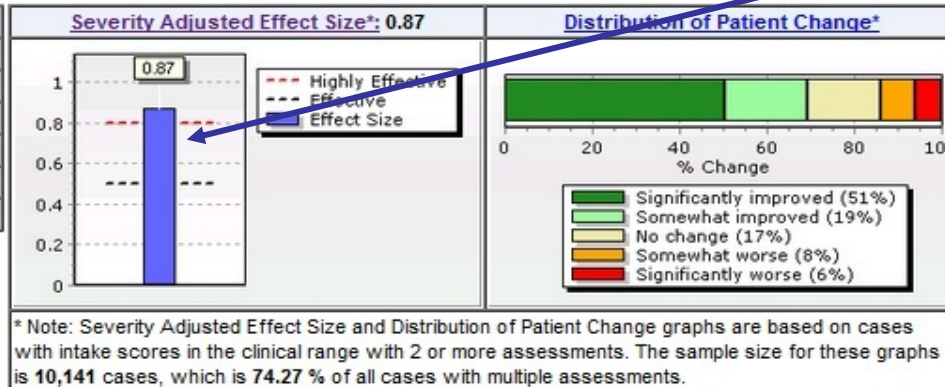 Severity Adjusted Effect Size*: 0.87
Distribution of Patient Change*
0.87
1
0.8
0.6
0.4
0.2
0
Highly Effective
Effective
Effect Size
0 20 40 60 80 10
% Change
Significantly improved (51%)
Somewhat improved (19%)
No change (17%)
Somewhat worse (8%)
Significantly worse (6%)
* Note: Severity Adjusted Effect Size and Distribution of Patient Change graphs are based on cases
with intake scores in the clinical range with 2 or more assessments. The sample size for these graphs
is 10,141 cases, which is 74.27 % of all cases with multiple assessments.